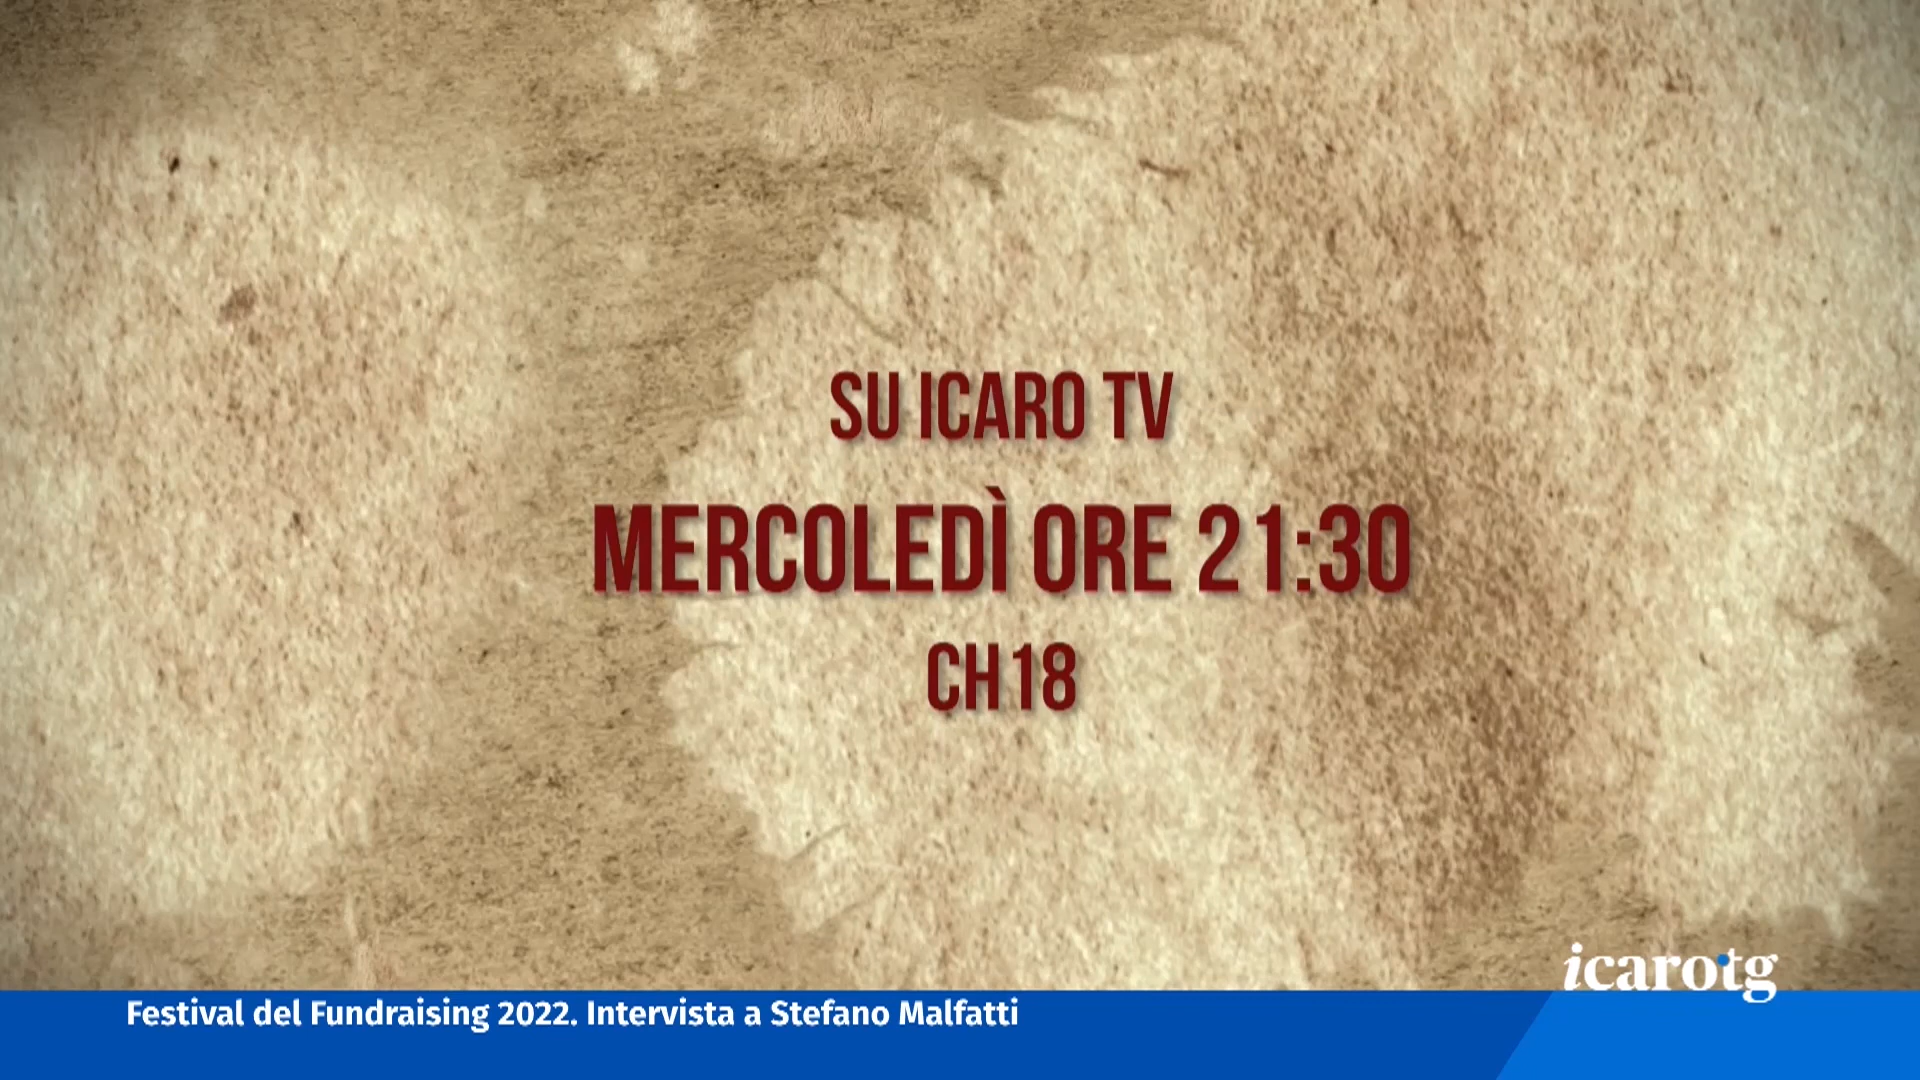 SU ICARO TV
MERCOLEDÌ ORE 21:30
CH18
icarotg
Festival del Fundraising 2022. Intervista a Stefano Malfatti